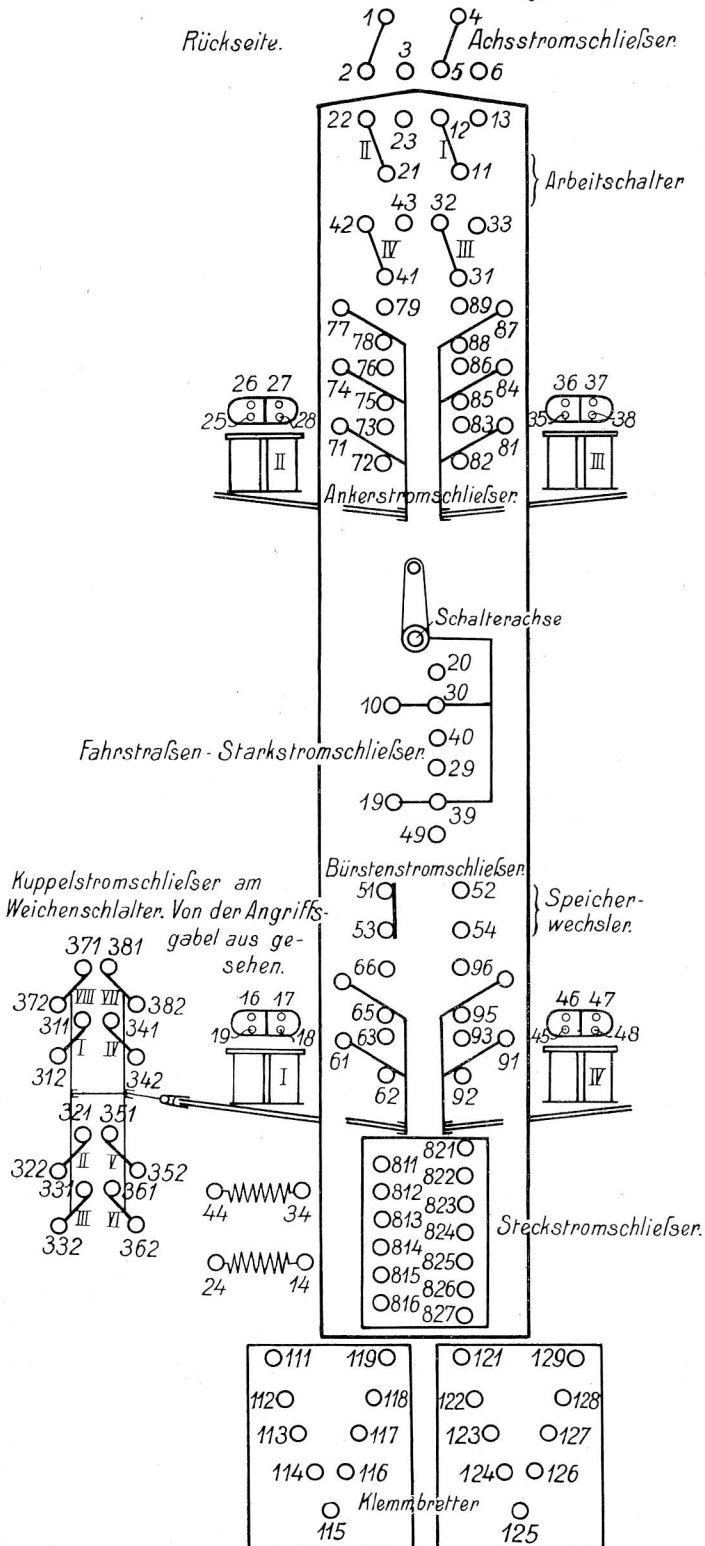 1 4
Rückseite. Achsstromschließer.
3
2 5 6
22 23 12 13
II I
21 11
Arbeitschalter
43 32
42 33
IV III
41 31
79 89
77 87
78 88
76 86
74 84
75 85
73 83
71 81
72 82
26 27
25 28
II
36 37
35 38
III
Ankerstromschließer.
Schalterachse
20
10 30
40
Fahrstraßen-Starkstromschließer.
29
19 39
49
Bürstenstromschließer.
51 52
53 54
Speicher-
wechsler.
Kuppelstromschließer am
Weichenschlalter. Von der Angriffs-
gabel aus ge-
sehen.
371 381
372 VIII VII 382
311 341
I IV
312 342
321 351
II V
322 352
331 361
III VI
332 362
66 96
65 95
63 93
61 91
62 92
16 17
19 18
I
46 47
45 48
IV
44 34
24 14
821
811
822
812
823
813
824
814
825
815
826
816
827
Steckstromschließer.
111 119 121 129
112 118 122 128
113 117 123 127
114 116 124 126
Klemmbretter
115 125